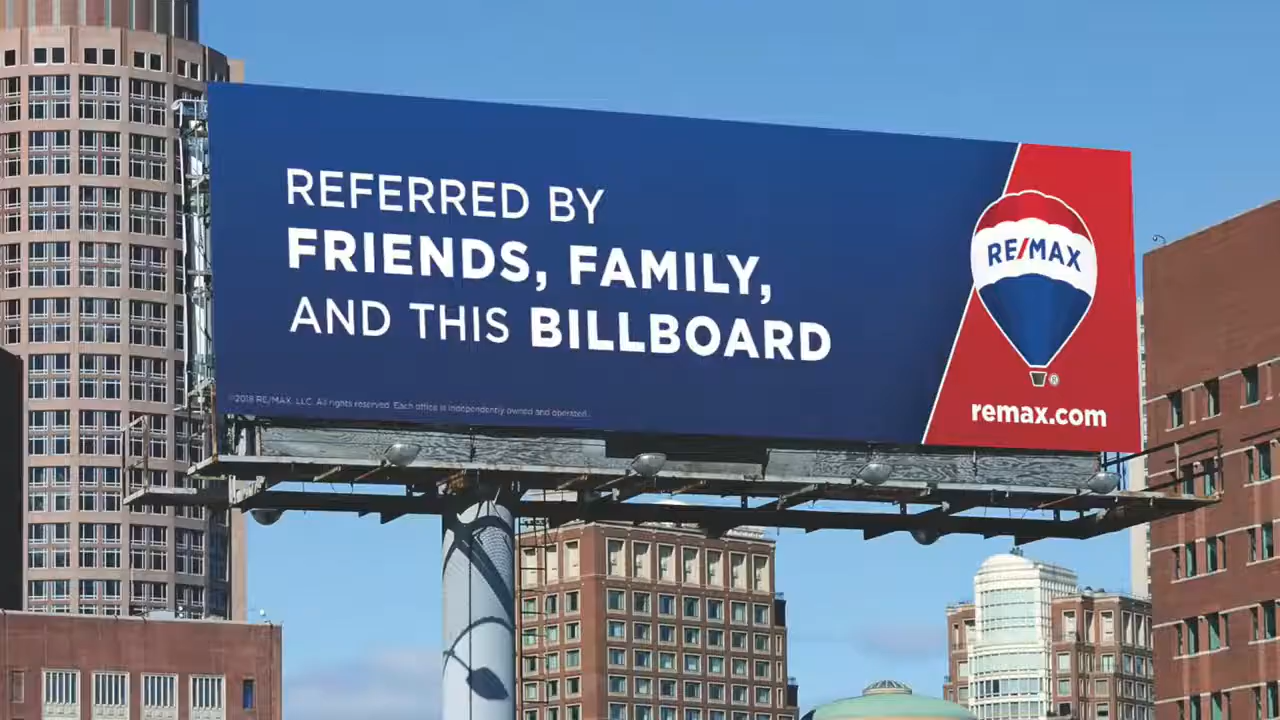 REFERRED BY
FRIENDS, FAMILY,
AND THIS BILLBOARD
RE/MAX
®
remax.com
©2018 RE/MAX, LLC. All rights reserved. Each office is independently owned and operated.